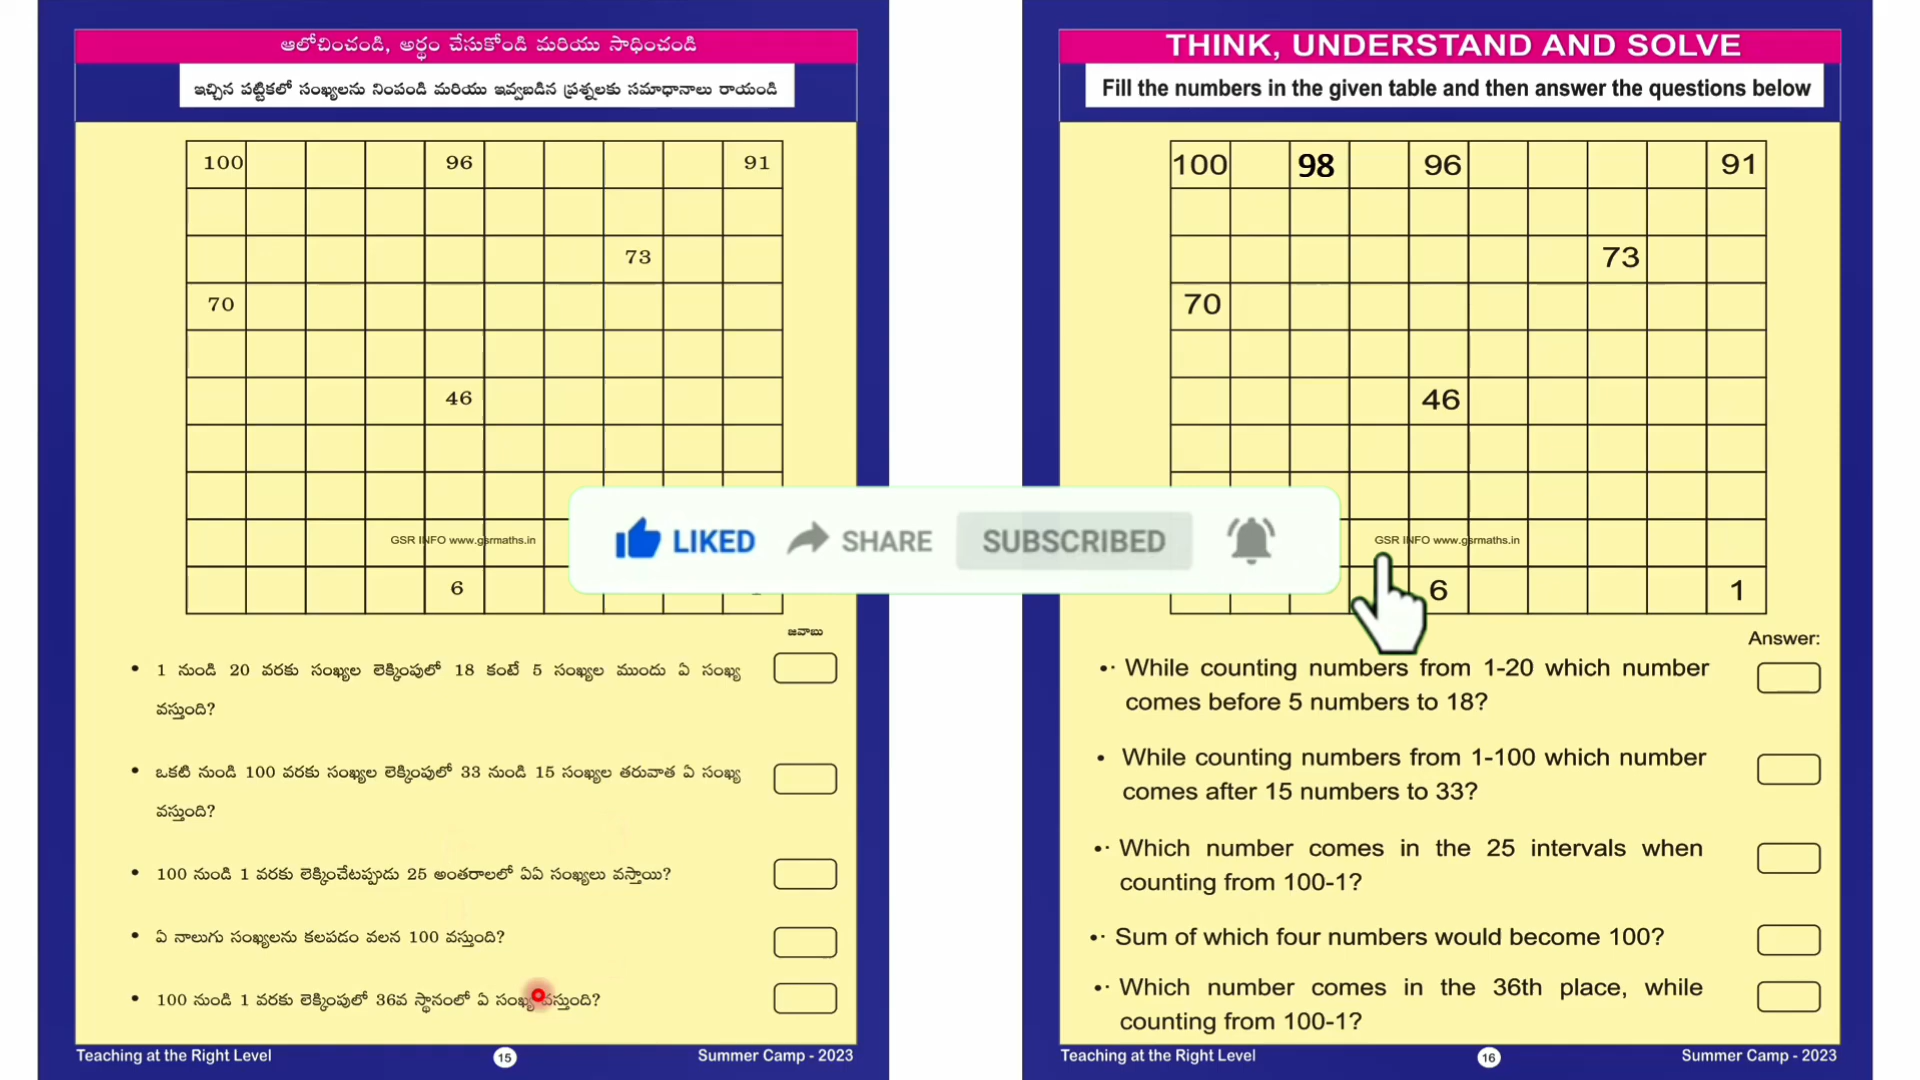 ఆలోచించండి, అర్థం చేసుకోండి మరియు సాధించండి
ఇచ్చిన పట్టికలో సంఖ్యలను నింపండి మరియు ఇవ్వబడిన ప్రశ్నలకు సమాధానాలు రాయండి
100 96 91
73
70
46
GSR INFO www.gsrmaths.in
6
జవాబు
• 1 నుండి 20 వరకు సంఖ్యల లెక్కింపులో 18 కంటే 5 సంఖ్యల ముందు ఏ సంఖ్య
వస్తుంది?
• ఒకటి నుండి 100 వరకు సంఖ్యల లెక్కింపులో 33 నుండి 15 సంఖ్యల తరువాత ఏ సంఖ్య
వస్తుంది?
• 100 నుండి 1 వరకు లెక్కించేటప్పుడు 25 అంతరాలలో ఏఏ సంఖ్యలు వస్తాయి?
• ఏ నాలుగు సంఖ్యలను కలపడం వలన 100 వస్తుంది?
• 100 నుండి 1 వరకు లెక్కింపులో 36వ స్థానంలో ఏ సంఖ్య వస్తుంది?
Teaching at the Right Level 15 Summer Camp - 2023
LIKED SHARE SUBSCRIBED
THINK, UNDERSTAND AND SOLVE
Fill the numbers in the given table and then answer the questions below
100 98 96 91
73
70
46
GSR INFO www.gsrmaths.in
6 1
Answer:
•· While counting numbers from 1-20 which number
comes before 5 numbers to 18?
• While counting numbers from 1-100 which number
comes after 15 numbers to 33?
•· Which number comes in the 25 intervals when
counting from 100-1?
•· Sum of which four numbers would become 100?
•· Which number comes in the 36th place, while
counting from 100-1?
Teaching at the Right Level 16 Summer Camp - 2023